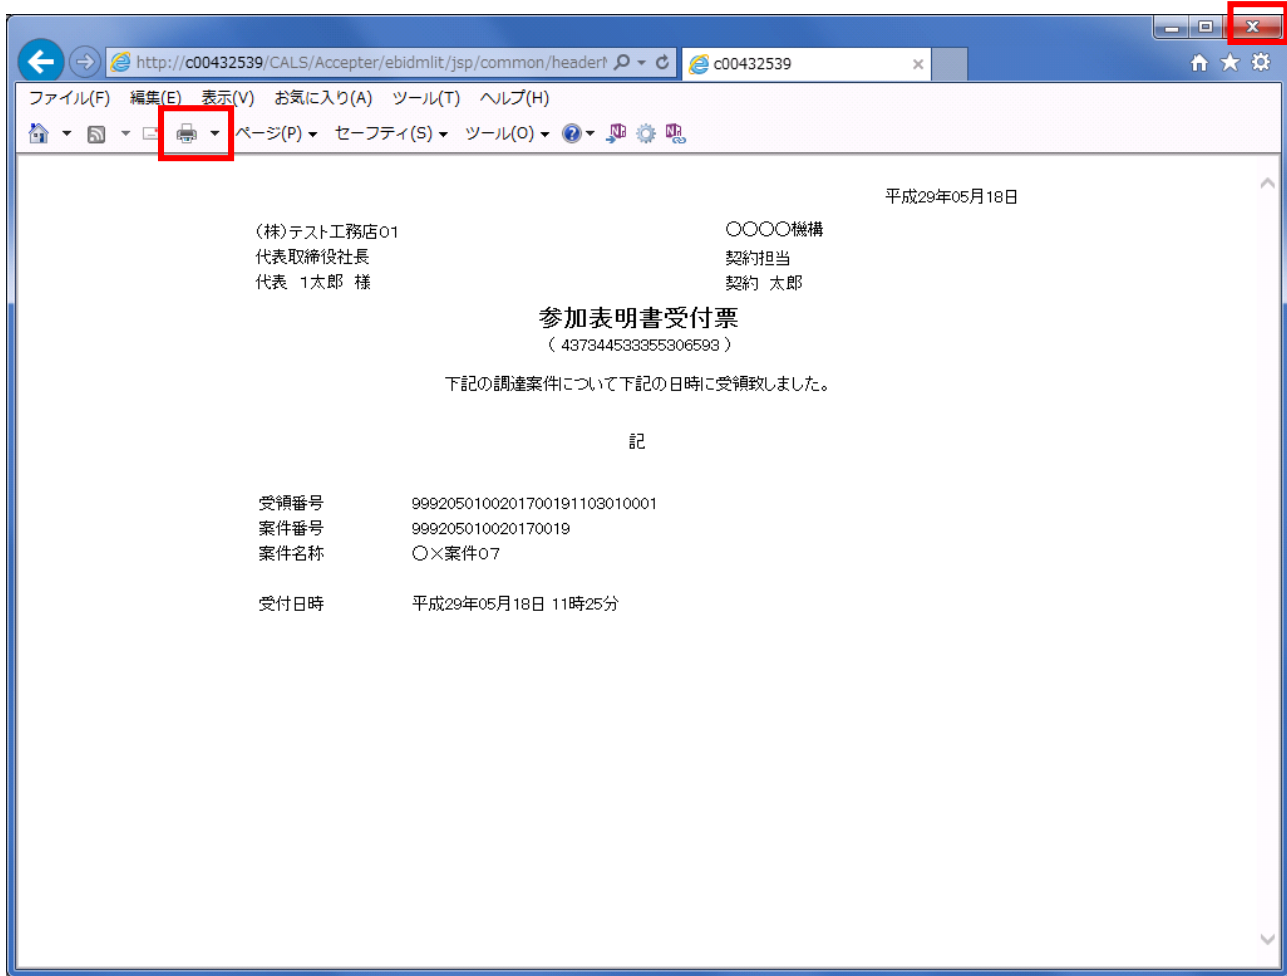 http://c00432539/CALS/Accepter/ebidmlit/jsp/common/header
c00432539
ファイル(F) 編集(E) 表示(V) お気に入り(A) ツール(T) ヘルプ(H)
ページ(P) セーフティ(S) ツール(O)
平成29年05月18日
(株)テスト工務店01
代表取締役社長
代表 1太郎 様
〇〇〇〇機構
契約担当
契約 太郎
参加表明書受付票
( 437344533355306593 )
下記の調達案件について下記の日時に受領致しました。
記
受領番号 9992050100201700191103010001
案件番号 999205010020170019
案件名称 〇×案件07
受付日時 平成29年05月18日 11時25分